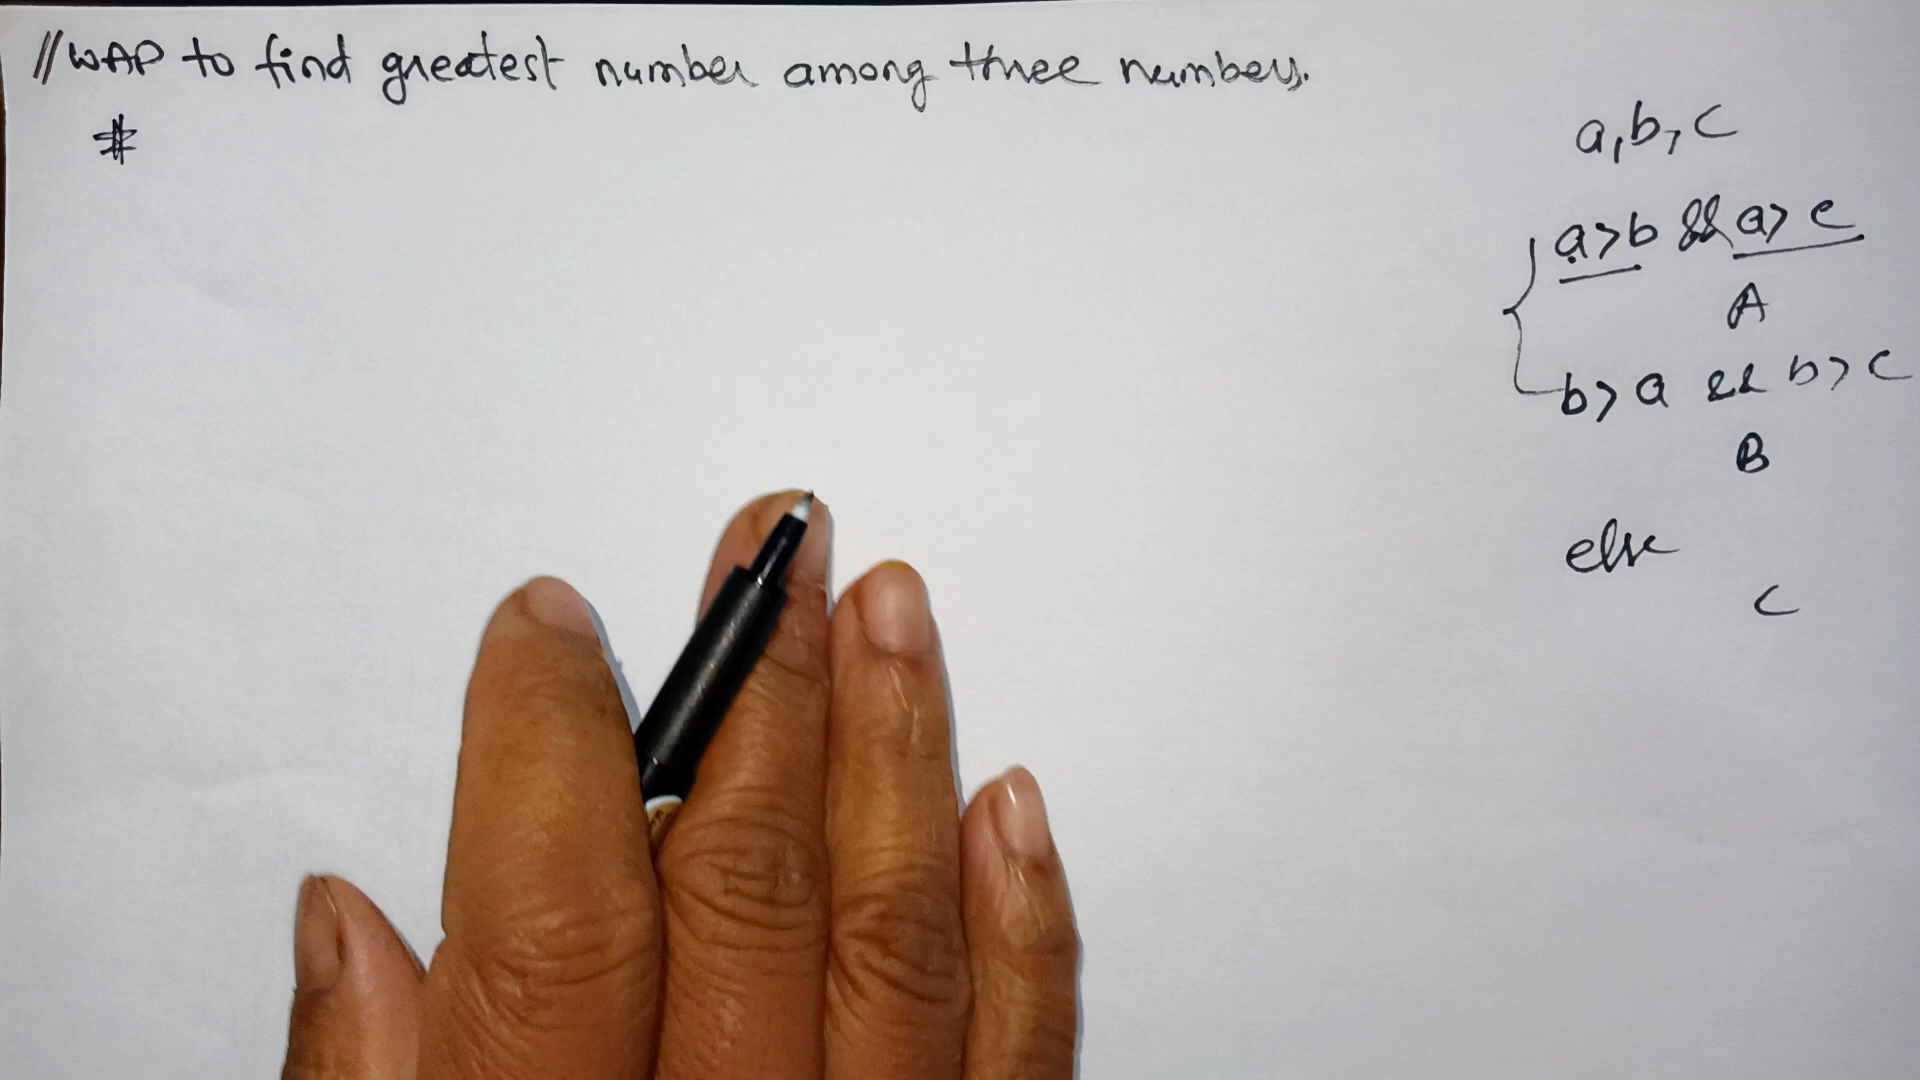 //WAP to find greatest number among three numbers.
#
a, b, c
a>b && a>c
A
b>a && b>c
B
else
C